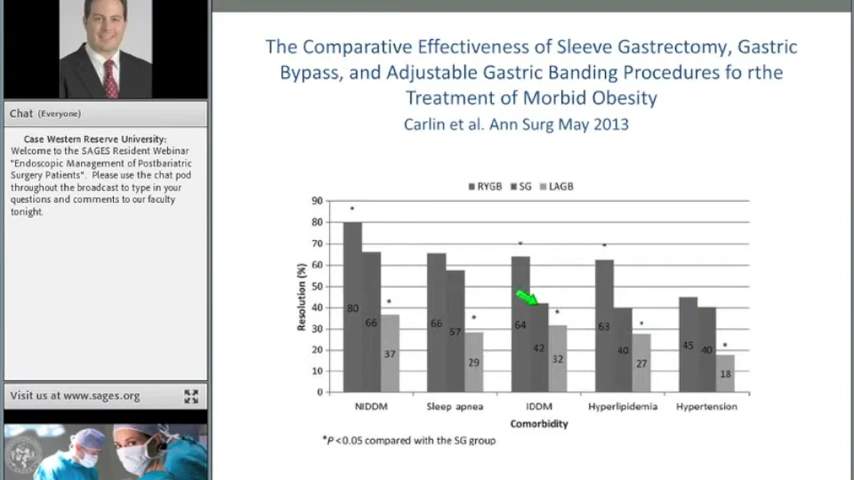 The Comparative Effectiveness of Sleeve Gastrectomy, Gastric
Bypass, and Adjustable Gastric Banding Procedures fo rthe
Treatment of Morbid Obesity
Carlin et al. Ann Surg May 2013
Chat (Everyone)
Case Western Reserve University:
Welcome to the SAGES Resident Webinar
"Endoscopic Management of Postbariatric
Surgery Patients". Please use the chat pod
throughout the broadcast to type in your
questions and comments to our faculty
tonight.
Visit us at www.sages.org
RYGB SG LAGB
Resolution (%)
90
80
70
60
50
40
30
20
10
0
* * * * * * * *
80 66 37
66 57 29
64 42 32
63 40 27
45 40 18
NIDDM Sleep apnea IDDM Hyperlipidemia Hypertension
Comorbidity
*P<0.05 compared with the SG group